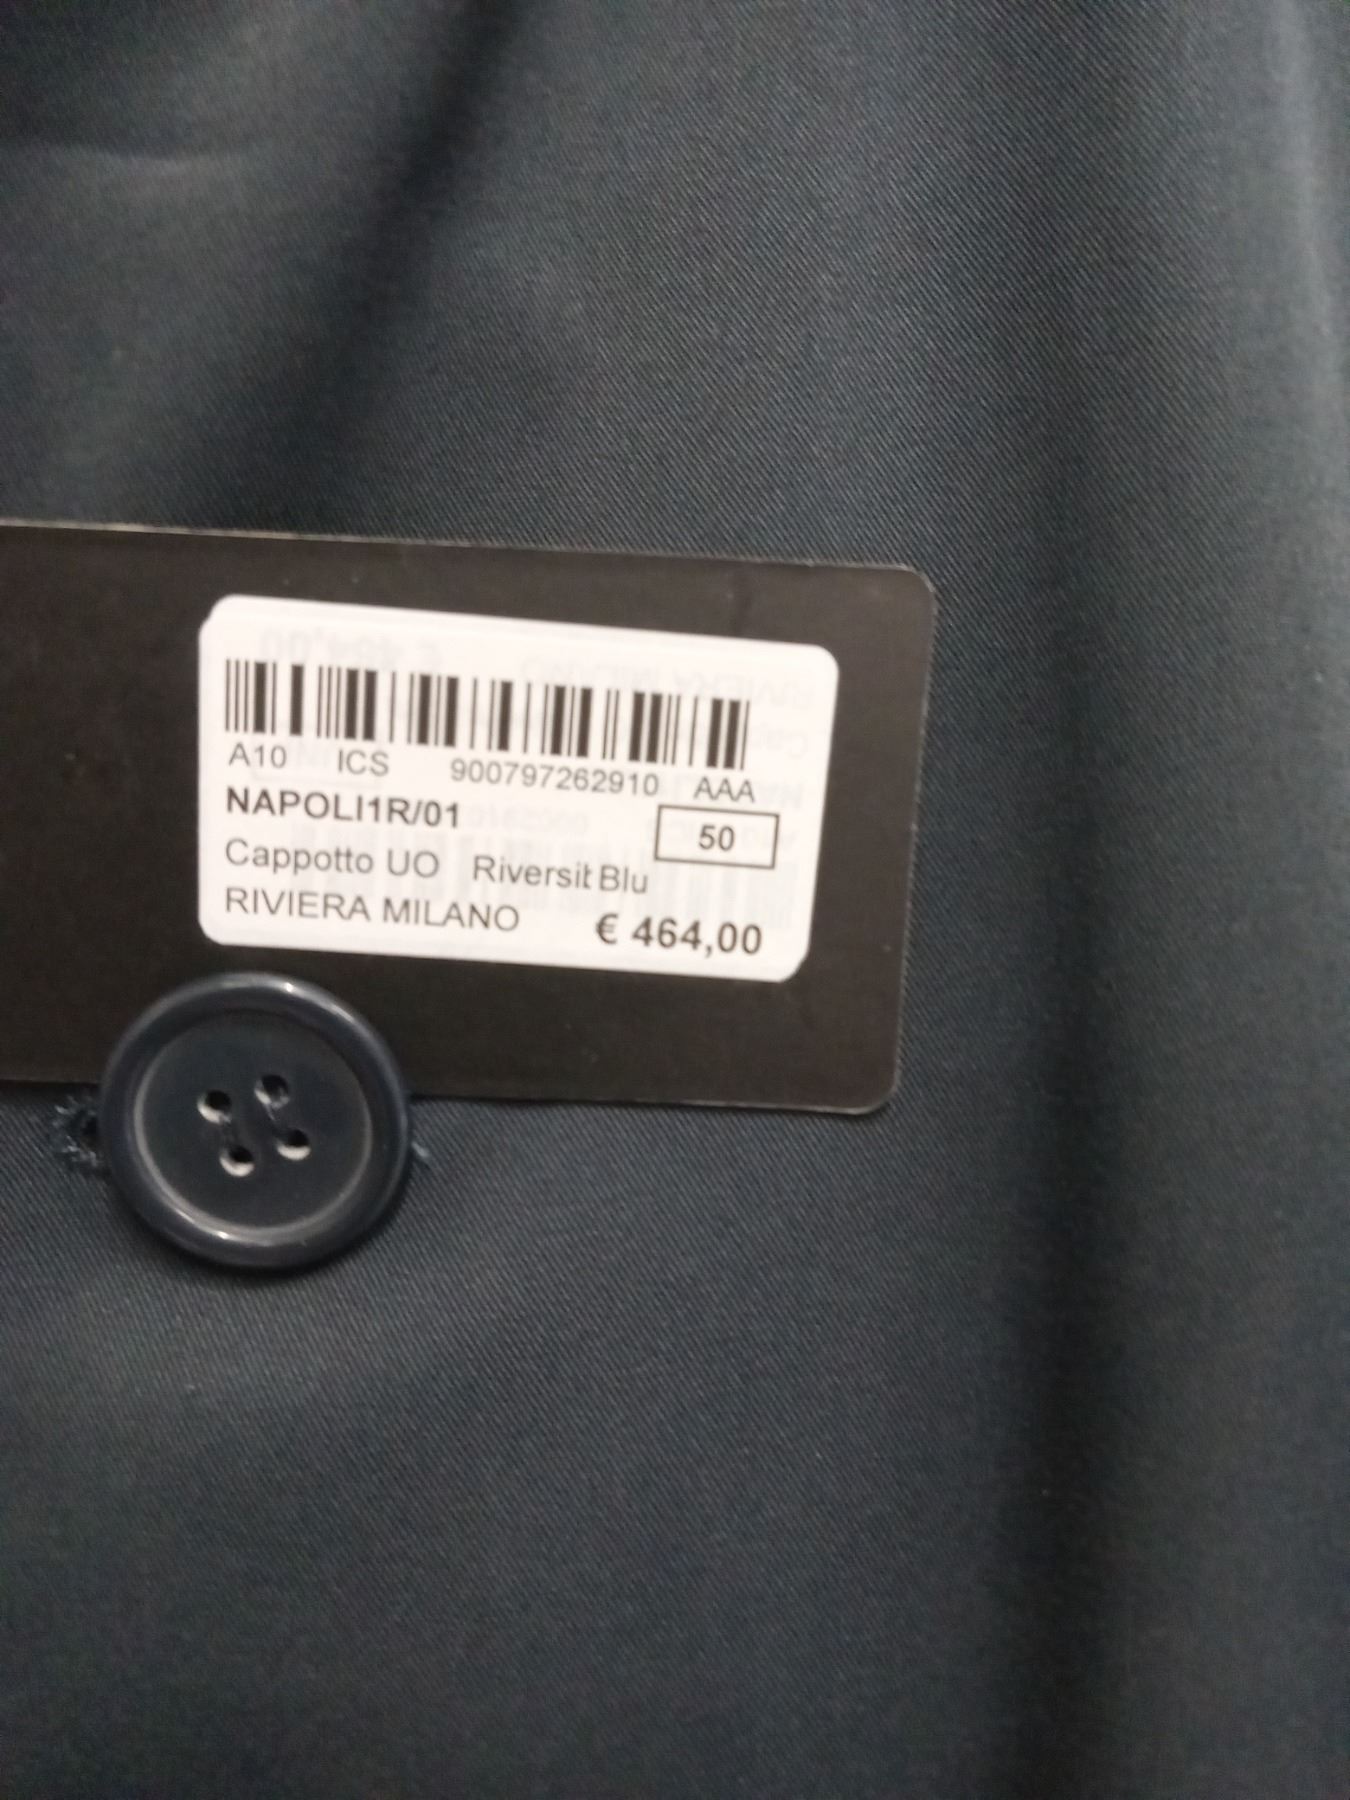 A10 ICS 900797262910 AAA
NAPOLI1R/01 50
Cappotto UO Riversit Blu
RIVIERA MILANO € 464,00